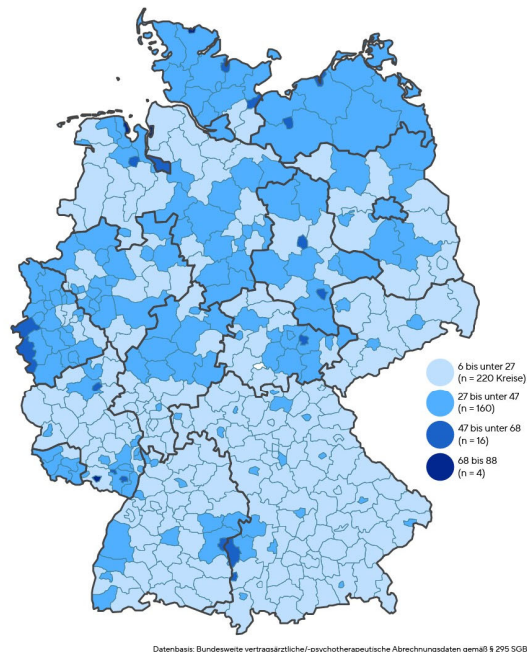 6 bis unter 27
(n = 220 Kreise)
27 bis unter 47
(n = 160)
47 bis unter 68
(n = 16)
68 bis 88
(n = 4)
Datenbasis: Bundesweite vertragsärztliche/-psychotherapeutische Abrechnungsdaten gemäß § 295 SGB